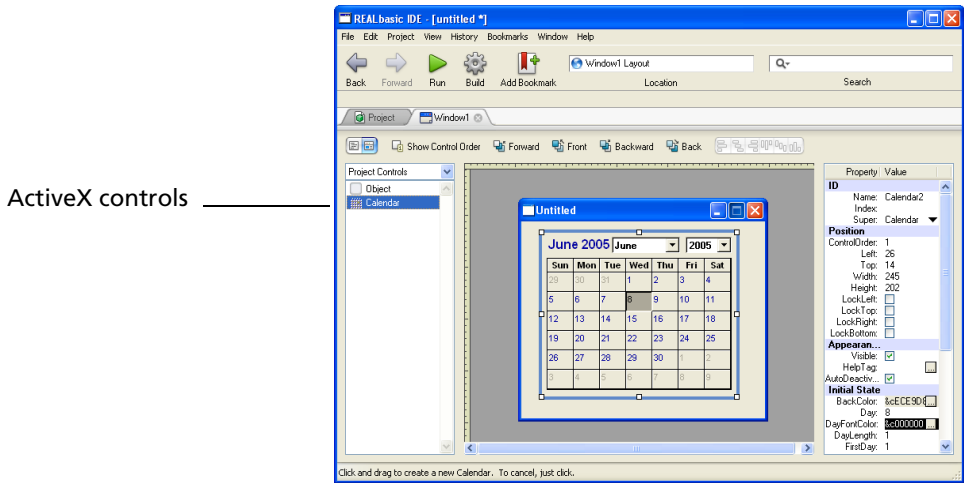 REALbasic IDE - [untitled *]
File Edit Project View History Bookmarks Window Help
Window1 Layout
Back Forward Run Build Add Bookmark Location Search
Project Window1
Show Control Order Forward Front Backward Back
Project Controls
Object
Calendar
ActiveX controls
Untitled
June 2005 June 2005
Sun Mon Tue Wed Thu Fri Sat
29 30 31 1 2 3 4
5 6 7 8 9 10 11
12 13 14 15 16 17 18
19 20 21 22 23 24 25
26 27 28 29 30 1 2
3 4 5 6 7 8 9
Property Value
ID
Name: Calendar2
Index:
Super: Calendar
Position
ControlOrder: 1
Left: 26
Top: 14
Width: 245
Height: 202
LockLeft:
LockTop:
LockRight:
LockBottom:
Appearan...
Visible:
HelpTag: ...
AutoDeactiv...
Initial State
BackColor: &cECE9D8 ...
Day: 8
DayFontColor: &c000000 ...
DayLength: 1
FirstDay: 1
Click and drag to create a new Calendar. To cancel, just click.